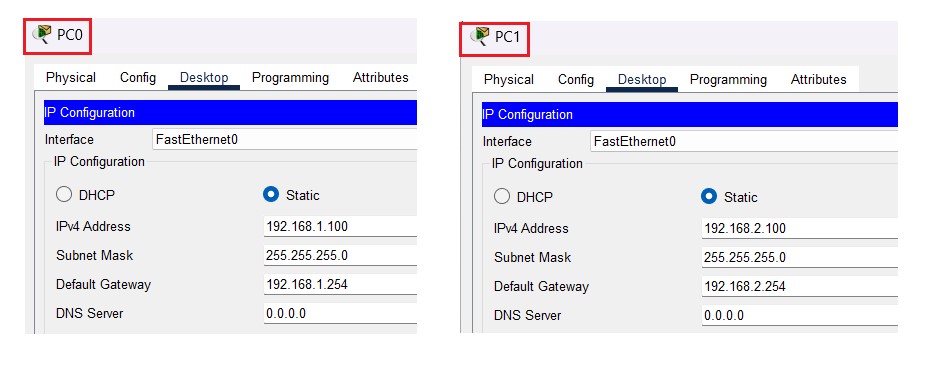 PC0
Physical Config Desktop Programming Attributes
IP Configuration
Interface FastEthernet0
IP Configuration
DHCP Static
IPv4 Address 192.168.1.100
Subnet Mask 255.255.255.0
Default Gateway 192.168.1.254
DNS Server 0.0.0.0
PC1
Physical Config Desktop Programming Attributes
IP Configuration
Interface FastEthernet0
IP Configuration
DHCP Static
IPv4 Address 192.168.2.100
Subnet Mask 255.255.255.0
Default Gateway 192.168.2.254
DNS Server 0.0.0.0